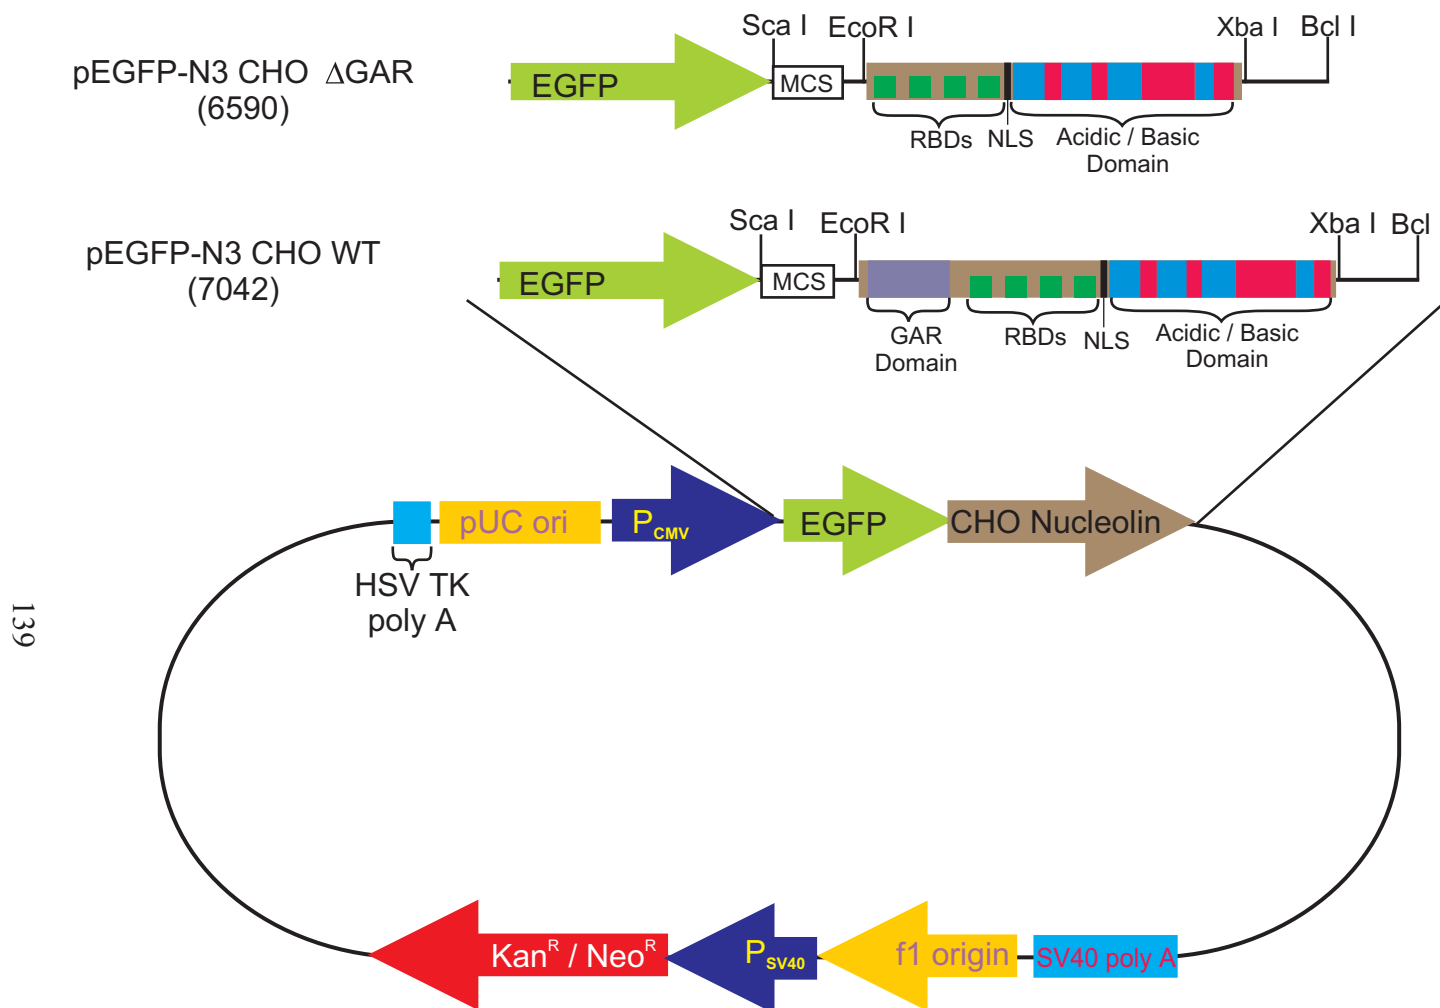 Sca I EcoR I Xba I Bcl I
pEGFP-N3 CHO ΔGAR
(6590)
EGFP
MCS
RBDs NLS Acidic / Basic
Domain
Sca I EcoR I Xba I Bcl
pEGFP-N3 CHO WT
(7042)
EGFP
MCS
GAR
Domain
RBDs NLS Acidic / Basic
Domain
pUC ori
PCMV
EGFP
CHO Nucleolin
HSV TK
poly A
139
KanR / NeoR
PSV40
f1 origin
SV40 poly A